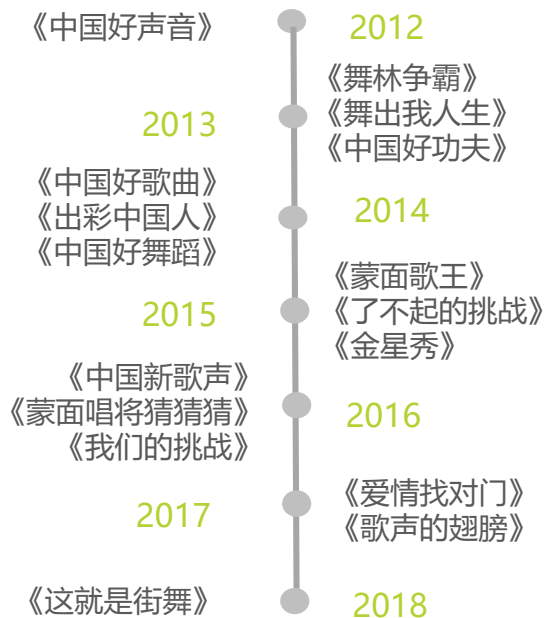 《中国好声音》
2012
《舞林争霸》
《舞出我人生》
《中国好功夫》
2013
《中国好歌曲》
《出彩中国人》
《中国好舞蹈》
2014
《蒙面歌王》
《了不起的挑战》
《金星秀》
2015
《中国新歌声》
《蒙面唱将猜猜猜》
《我们的挑战》
2016
《爱情找对门》
《歌声的翅膀》
2017
《这就是街舞》
2018